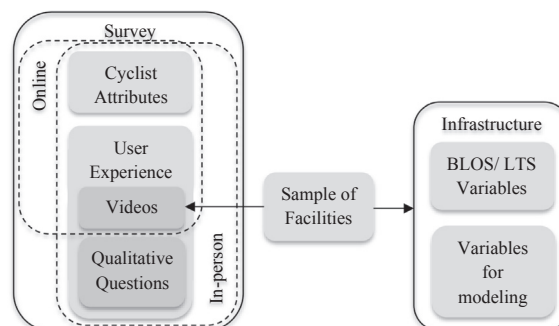 Survey
Online
Cyclist
Attributes
User
Experience
Videos
Qualitative
Questions
In-person
Sample of
Facilities
Infrastructure
BLOS/ LTS
Variables
Variables
for
modeling